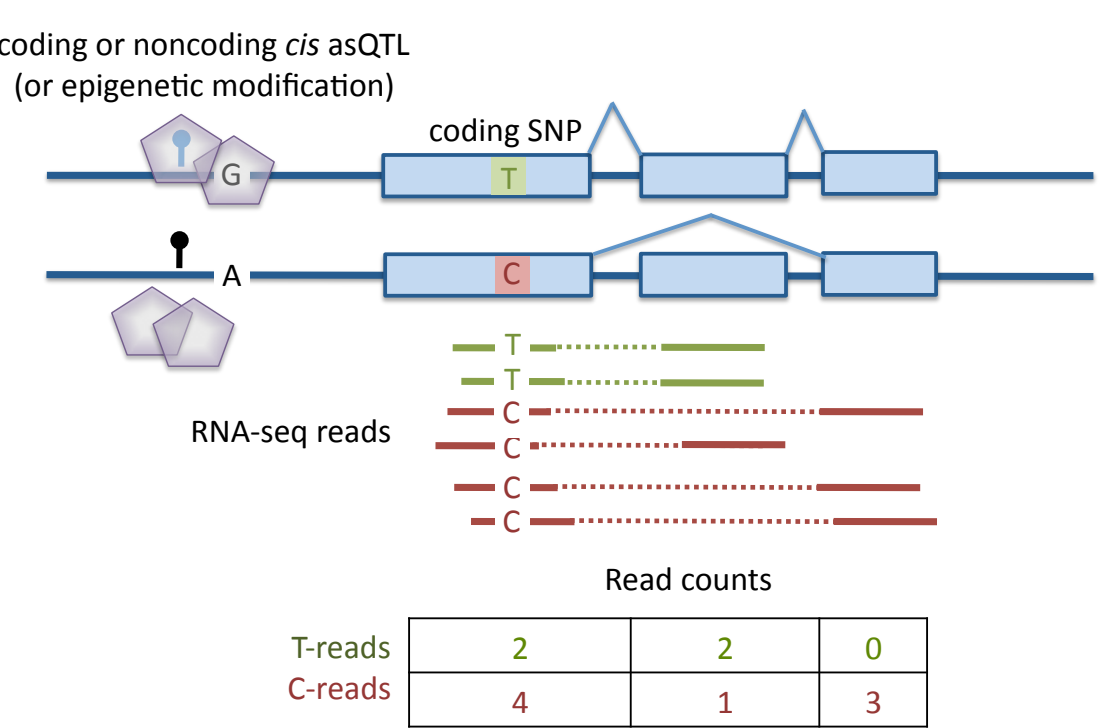 coding or noncoding cis asQTL
(or epigenetic modification)
coding SNP
G
T
A
C
T
T
C
RNA-seq reads
C
C
C
Read counts
T-reads 2 2 0
C-reads 4 1 3